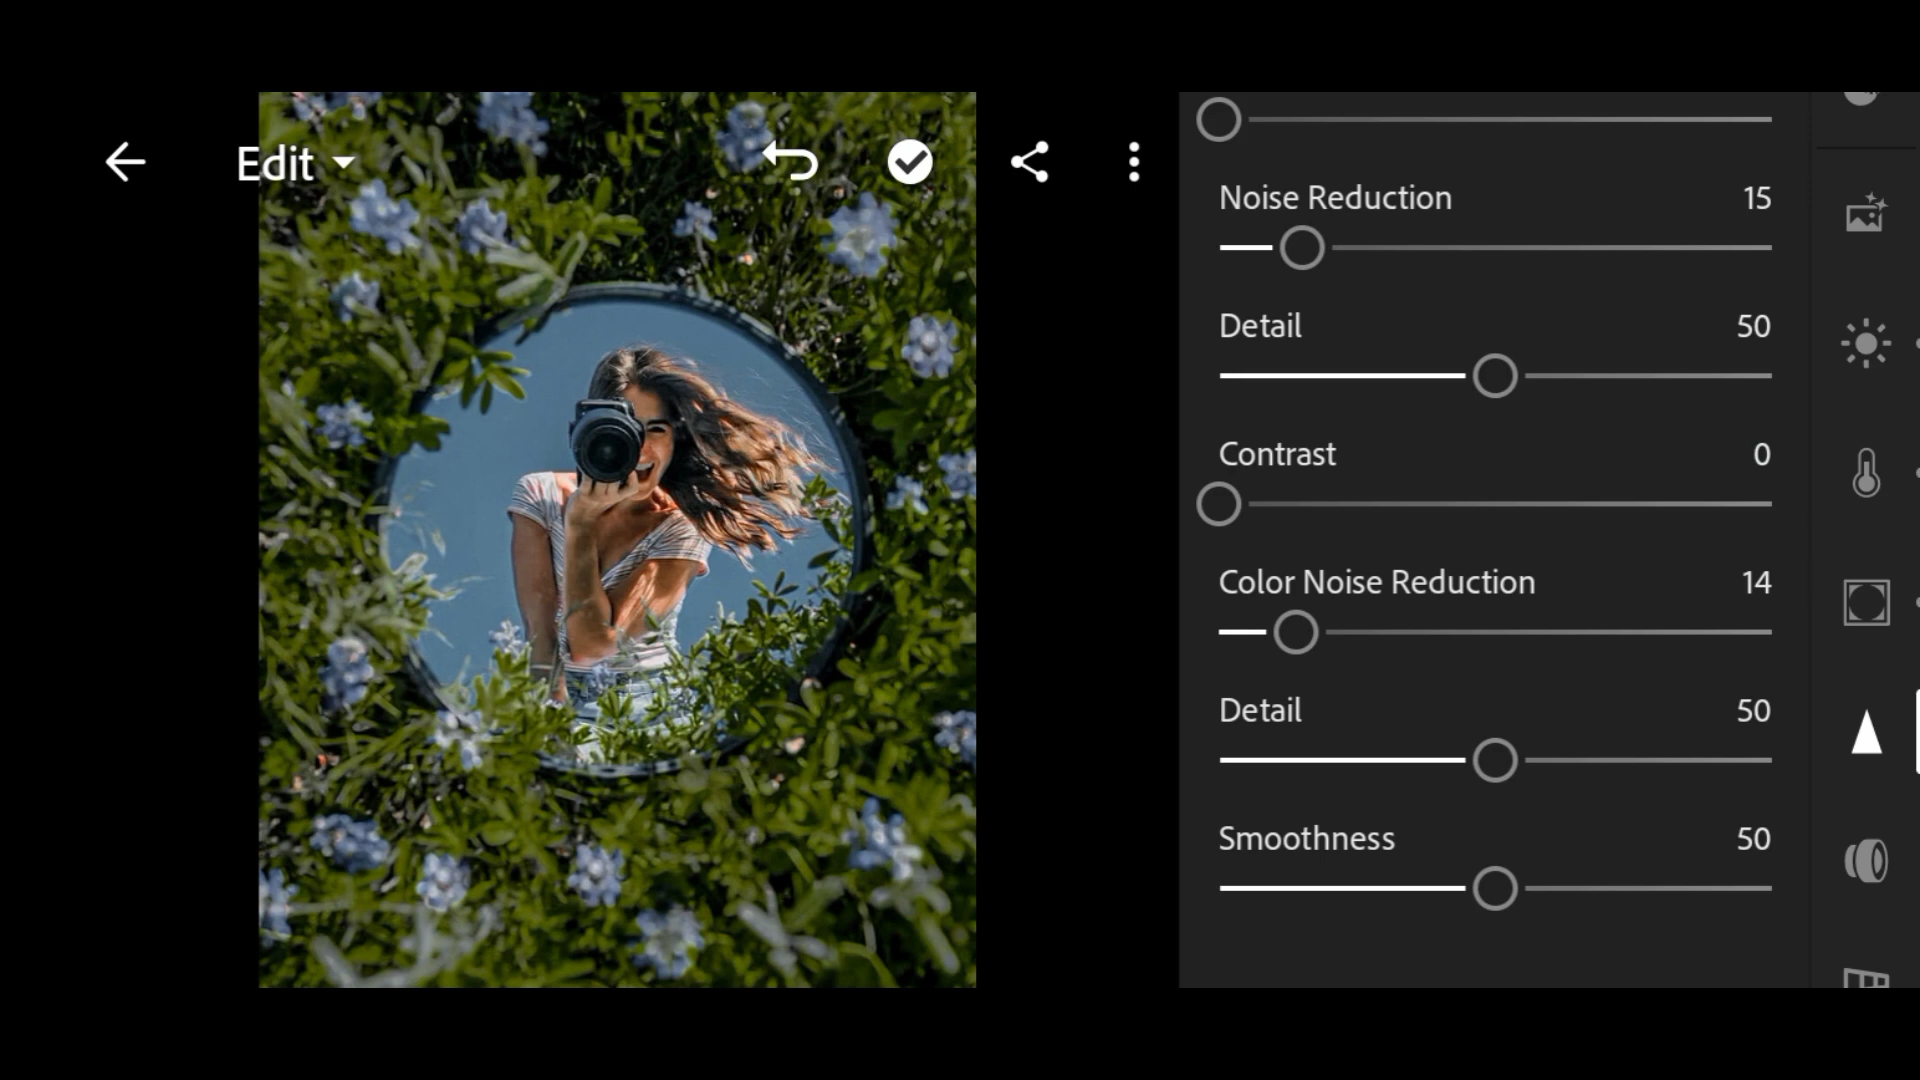 Edit
Noise Reduction 15
Detail 50
Contrast 0
Color Noise Reduction 14
Detail 50
Smoothness 50